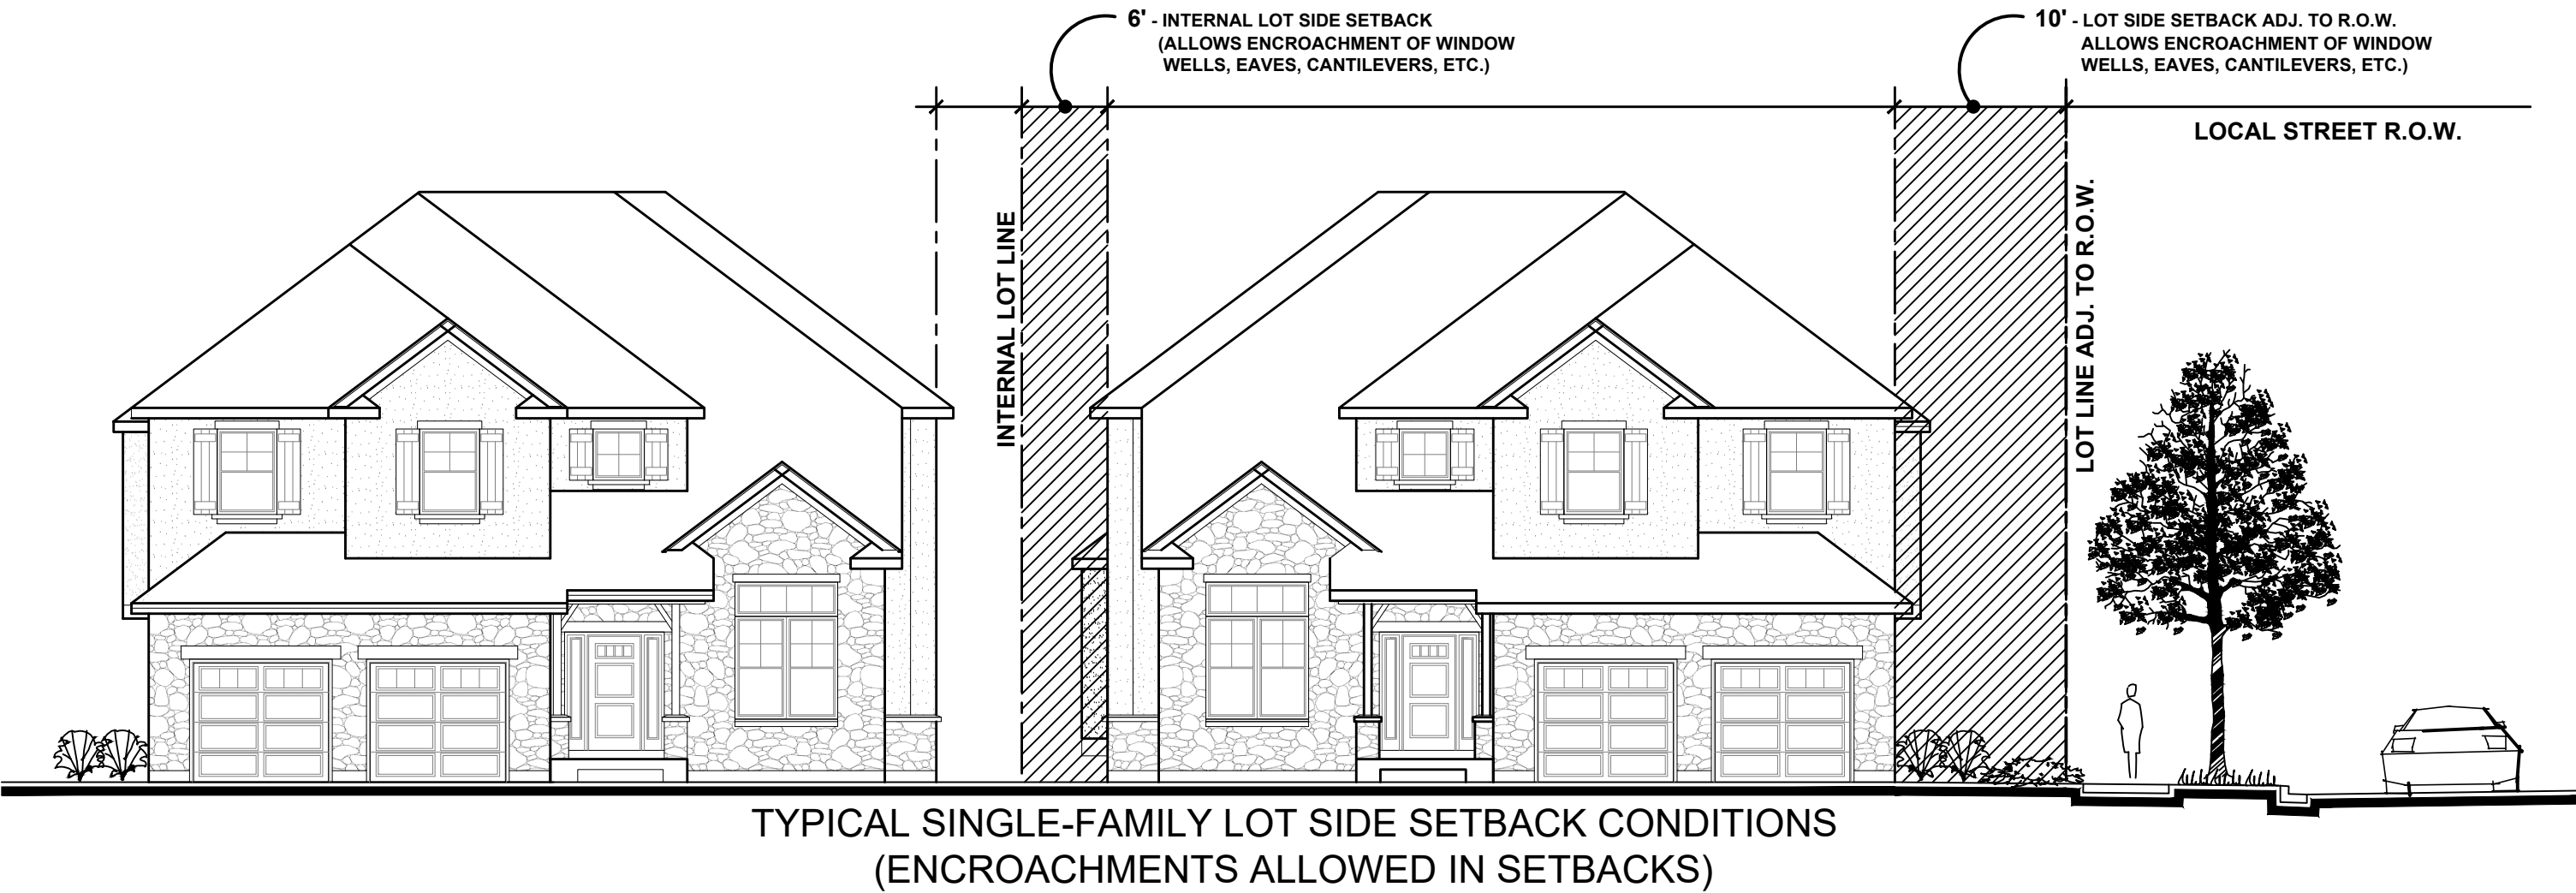 6' - INTERNAL LOT SIDE SETBACK
(ALLOWS ENCROACHMENT OF WINDOW
WELLS, EAVES, CANTILEVERS, ETC.)
10' - LOT SIDE SETBACK ADJ. TO R.O.W.
ALLOWS ENCROACHMENT OF WINDOW
WELLS, EAVES, CANTILEVERS, ETC.)
LOCAL STREET R.O.W.
INTERNAL LOT LINE
LOT LINE ADJ. TO R.O.W.
TYPICAL SINGLE-FAMILY LOT SIDE SETBACK CONDITIONS
(ENCROACHMENTS ALLOWED IN SETBACKS)